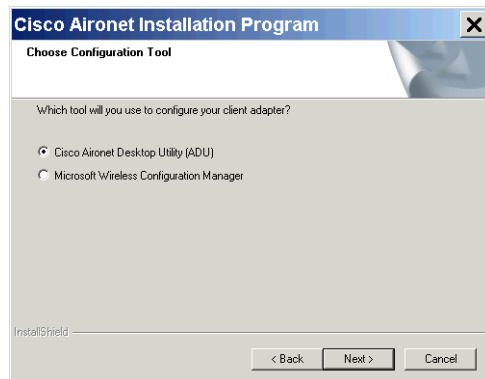 Cisco Aironet Installation Program
Choose Configuration Tool
Which tool will you use to configure your client adapter?
Cisco Aironet Desktop Utility (ADU)
Microsoft Wireless Configuration Manager
InstallShield
< Back
Next >
Cancel